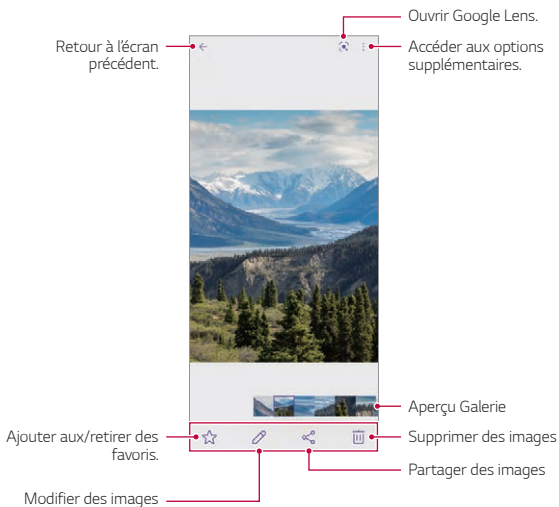 Ouvrir Google Lens.
Retour à l'écran
précédent.
Accéder aux options
supplémentaires.
Aperçu Galerie
Ajouter aux/retirer des
favoris.
Supprimer des images
Partager des images
Modifier des images